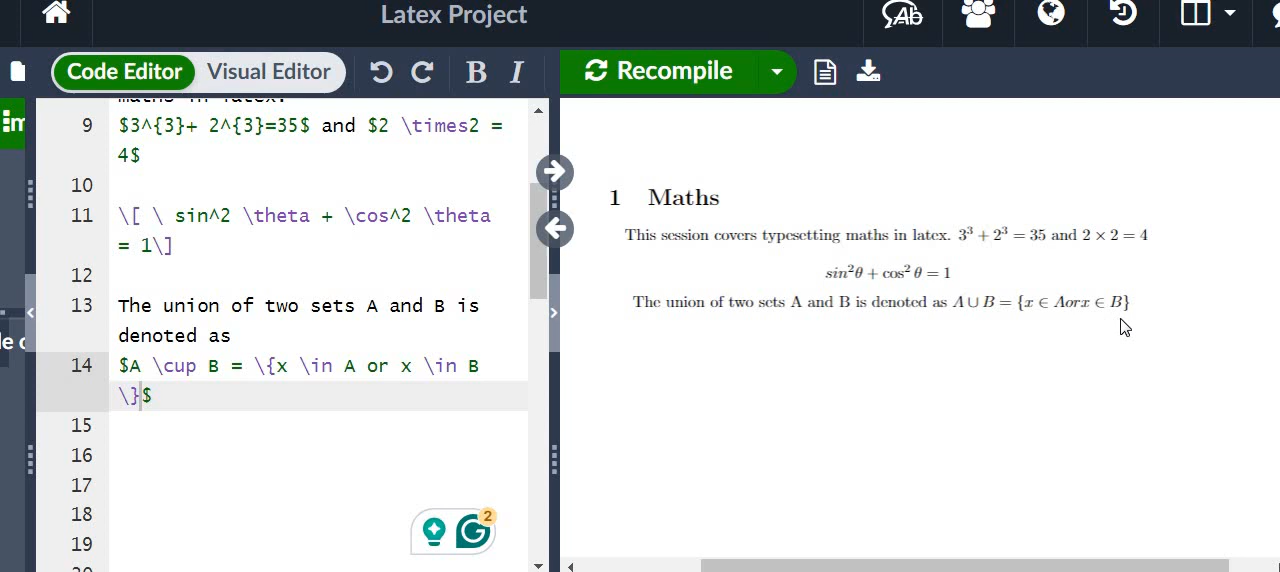 Latex Project
Code Editor Visual Editor B I Recompile
maths in latex.
9 $3^{3}+ 2^{3}=35$ and $2 \times2 =
4$
10
11 \[ \ sin^2 \theta + \cos^2 \theta
= 1\]
12
13 The union of two sets A and B is
denoted as
14 $A \cup B = \{x \in A or x \in B
\}$
15
16
17
18
19
2
1 Maths
This session covers typesetting maths in latex. 3³ + 2³ = 35 and 2 × 2 = 4
sin²θ + cos² θ = 1
The union of two sets A and B is denoted as A ∪ B = {x ∈ Aorx ∈ B}